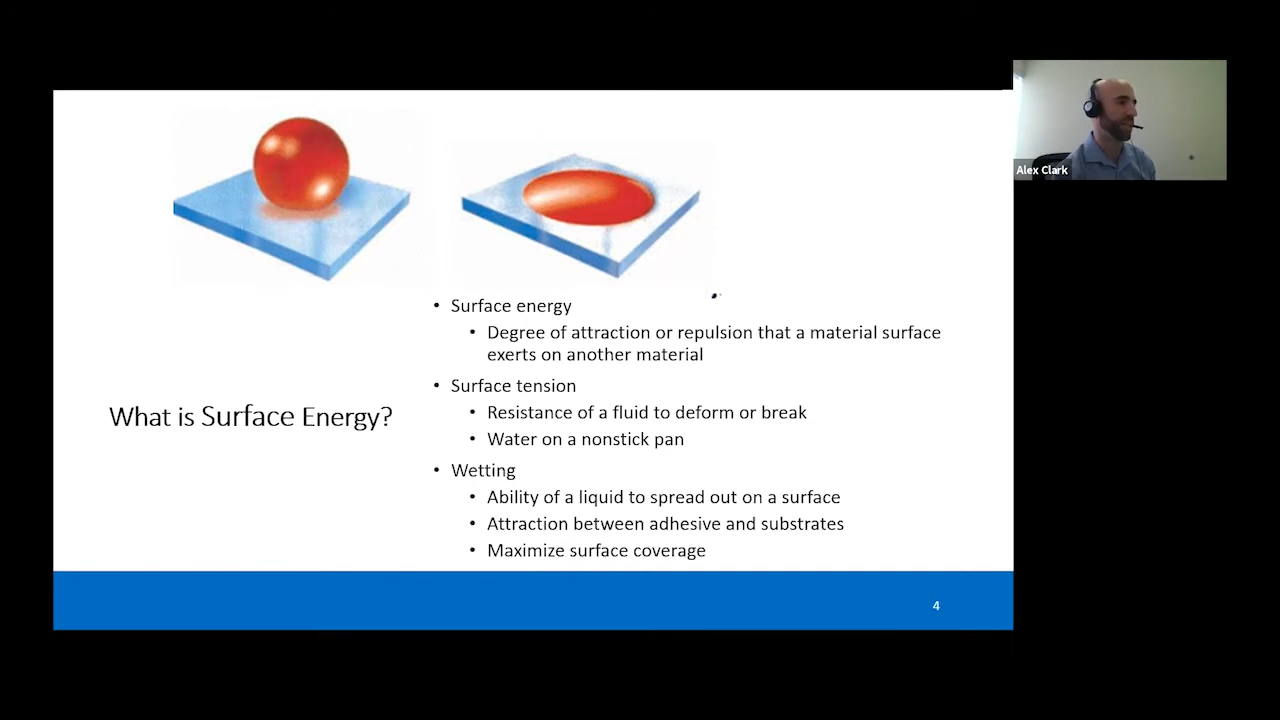 Alex Clark
What is Surface Energy?
• Surface energy
• Degree of attraction or repulsion that a material surface
exerts on another material
• Surface tension
• Resistance of a fluid to deform or break
• Water on a nonstick pan
• Wetting
• Ability of a liquid to spread out on a surface
• Attraction between adhesive and substrates
• Maximize surface coverage
4